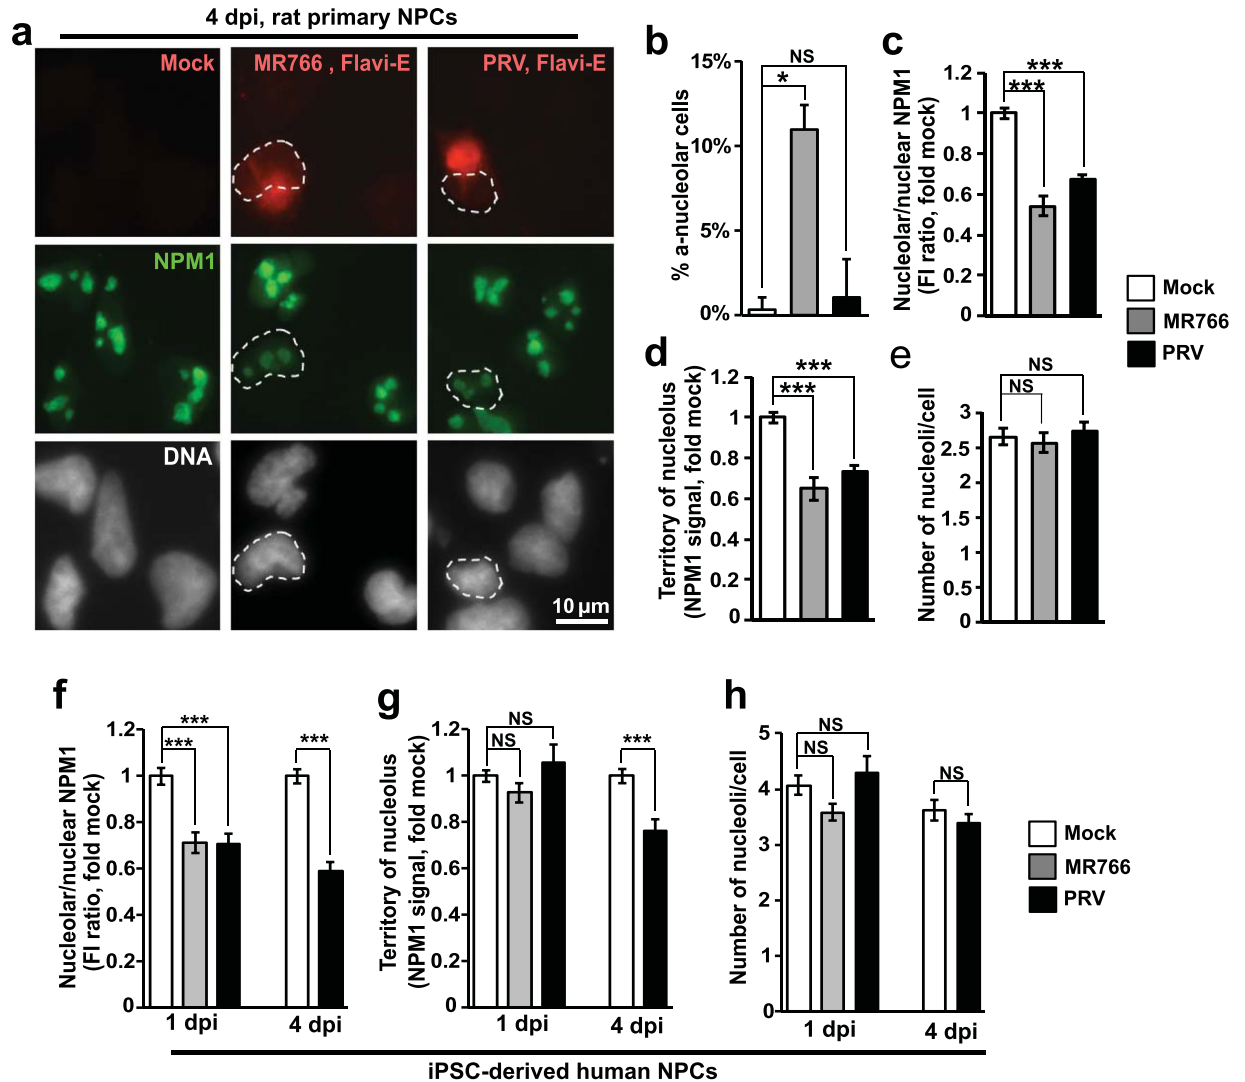 a
4 dpi, rat primary NPCs
Mock
MR766 , Flavi-E
PRV, Flavi-E
NPM1
DNA
10 µm
b
% a-nucleolar cells
15%
10%
5%
0%
NS
*
c
Nucleolar/nuclear NPM1
(FI ratio, fold mock)
1.2
1
0.8
0.6
0.4
0.2
0
***
***
Mock
MR766
PRV
d
Territory of nucleolus
(NPM1 signal, fold mock)
1.2
1
0.8
0.6
0.4
0.2
0
***
***
e
Number of nucleoli/cell
3
2.5
2
1.5
1
0.5
0
NS
NS
f
Nucleolar/nuclear NPM1
(FI ratio, fold mock)
1.2
1
0.8
0.6
0.4
0.2
0
***
***
***
1 dpi
4 dpi
g
Territory of nucleolus
(NPM1 signal, fold mock)
1.2
1
0.8
0.6
0.4
0.2
0
NS
NS
***
1 dpi
4 dpi
h
Number of nucleoli/cell
5
4
3
2
1
0
NS
NS
NS
1 dpi
4 dpi
Mock
MR766
PRV
iPSC-derived human NPCs